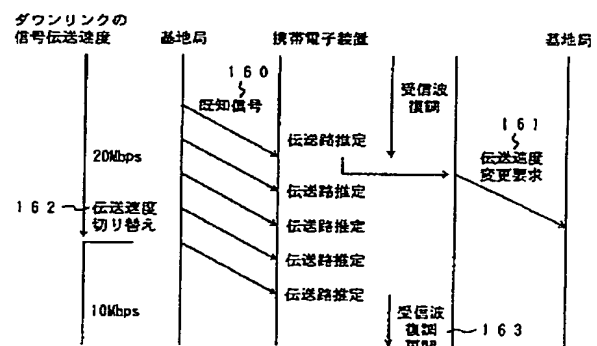 ダウンリンクの
信号伝送速度
基地局
携帯電子装置
基地局
160
既知信号
受信波
復調
161
伝送速度
変更要求
20Mbps
伝送路推定
伝送路推定
162
伝送速度
切り替え
伝送路推定
伝送路推定
伝送路推定
10Mbps
受信波
復調
163